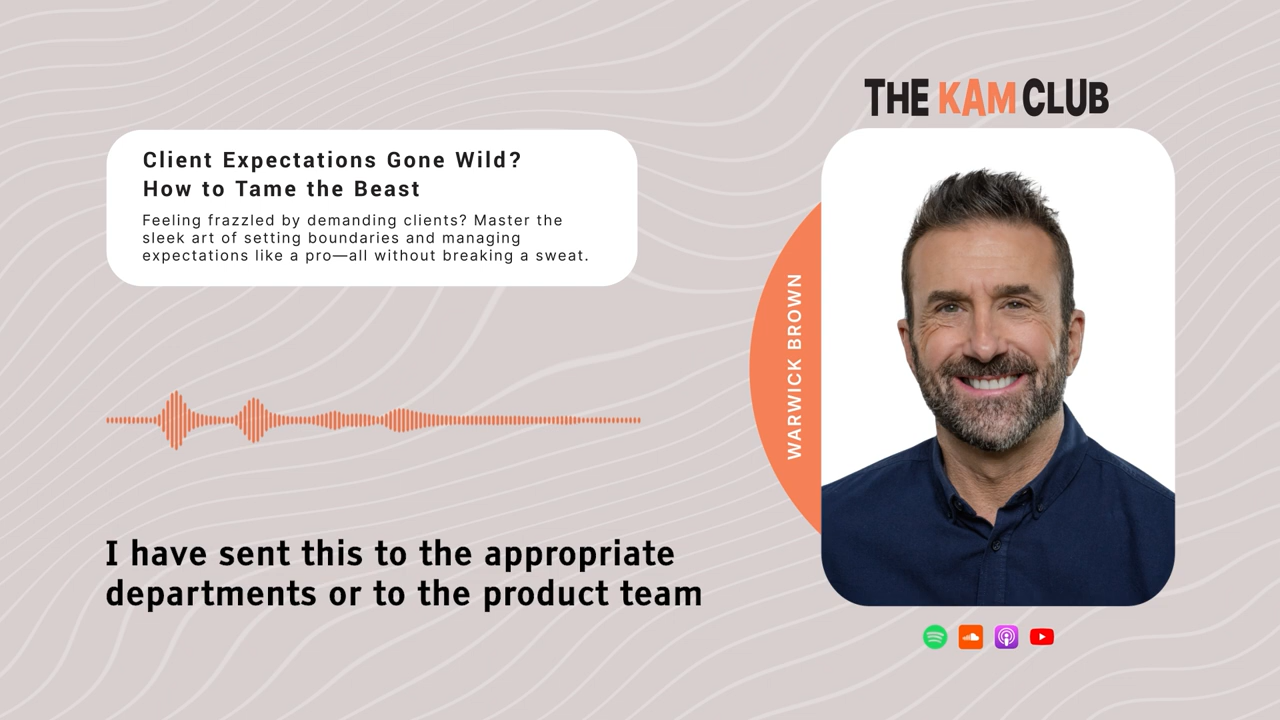 THE KAM CLUB
Client Expectations Gone Wild?
How to Tame the Beast
Feeling frazzled by demanding clients? Master the
sleek art of setting boundaries and managing
expectations like a pro—all without breaking a sweat.
WARWICK BROWN
I have sent this to the appropriate
departments or to the product team